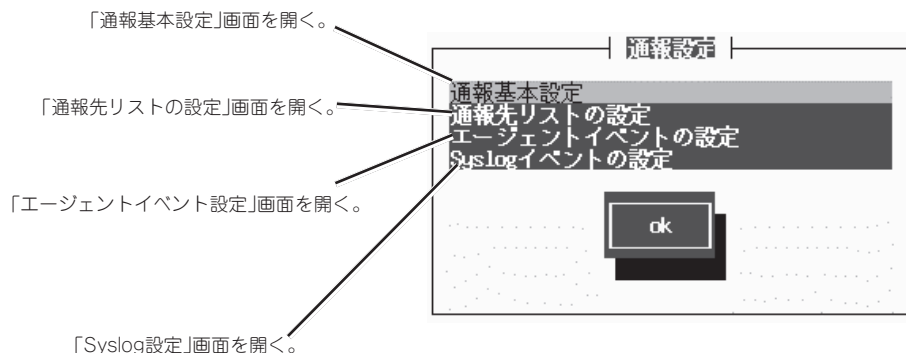 「通報基本設定」画面を開く。
通報設定
通報基本設定
「通報先リストの設定」画面を開く。
通報先リストの設定
エージェントイベントの設定
Syslogイベントの設定
「エージェントイベント設定」画面を開く。
ok
「Syslog設定」画面を開く。